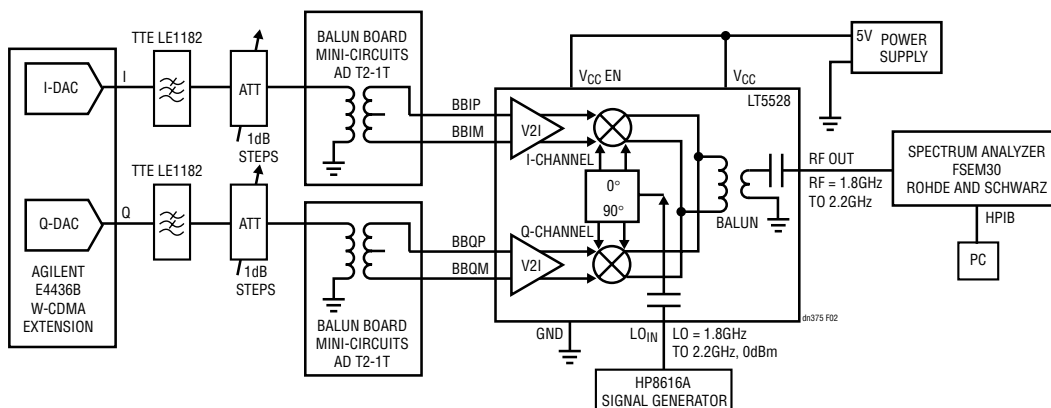 TTE LE1182
I-DAC
I
ATT
1dB
STEPS
TTE LE1182
Q-DAC
Q
ATT
1dB
STEPS
AGILENT
E4436B
W-CDMA
EXTENSION
BALUN BOARD
MINI-CIRCUITS
AD T2-1T
BALUN BOARD
MINI-CIRCUITS
AD T2-1T
BBIP
BBIM
BBQP
BBQM
VCC EN
VCC
LT5528
V2I
I-CHANNEL
0°
90°
Q-CHANNEL
V2I
BALUN
5V
POWER
SUPPLY
RF OUT
RF = 1.8GHz
TO 2.2GHz
SPECTRUM ANALYZER
FSEM30
ROHDE AND SCHWARZ
HPIB
PC
dn375 F02
GND
LOIN
LO = 1.8GHz
TO 2.2GHz, 0dBm
HP8616A
SIGNAL GENERATOR